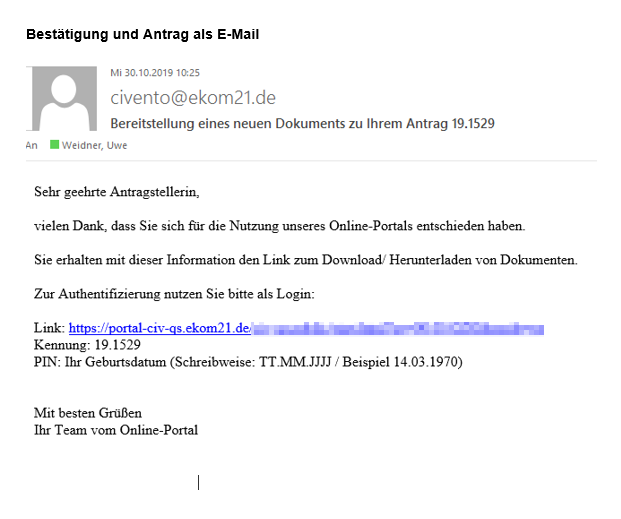 Bestätigung und Antrag als E-Mail
Mi 30.10.2019 10:25
civento@ekom21.de
Bereitstellung eines neuen Dokuments zu Ihrem Antrag 19.1529
An Weidner, Uwe
Sehr geehrte Antragstellerin,
vielen Dank, dass Sie sich für die Nutzung unseres Online-Portals entschieden haben.
Sie erhalten mit dieser Information den Link zum Download/ Herunterladen von Dokumenten.
Zur Authentifizierung nutzen Sie bitte als Login:
Link: https://portal-civ-qs.ekom21.de/
Kennung: 19.1529
PIN: Ihr Geburtsdatum (Schreibweise: TT.MM.JJJJ / Beispiel 14.03.1970)
Mit besten Grüßen
Ihr Team vom Online-Portal